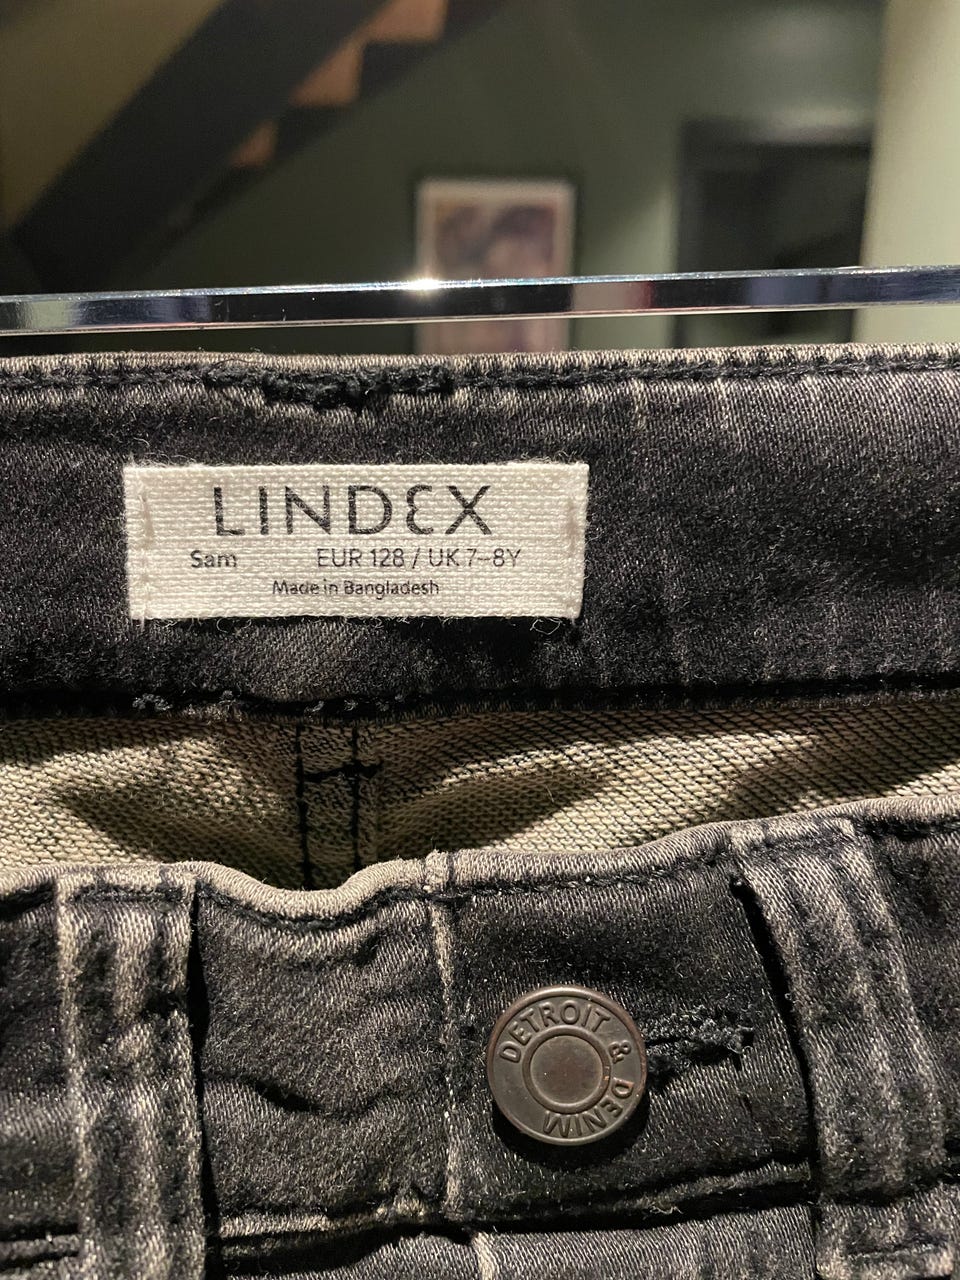 LINDEX
Sam EUR 128 / UK 7-8Y
Made in Bangladesh
DETROIT & DENIM